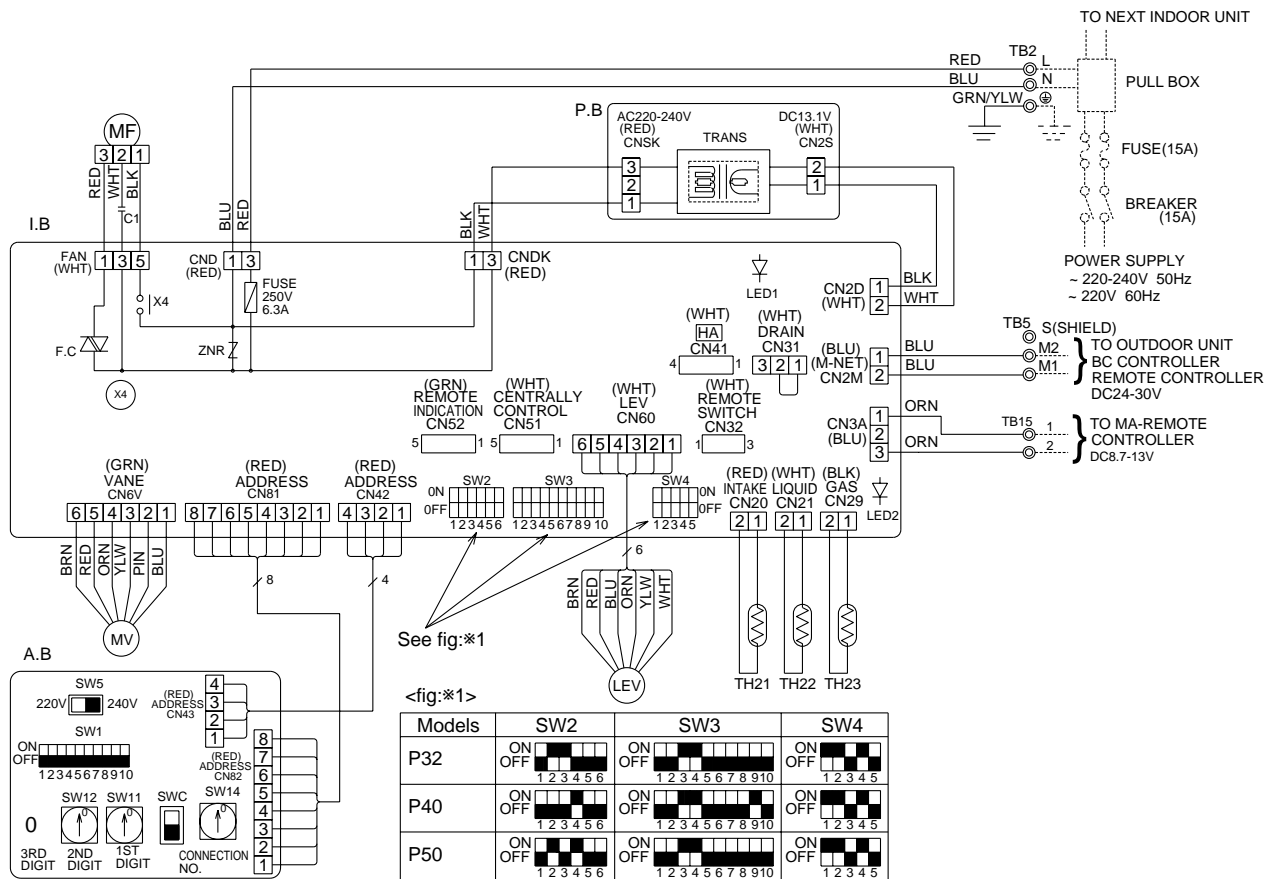 TO NEXT INDOOR UNIT
TB2
RED
L
BLU
N
GRN/YLW
PULL BOX
FUSE(15A)
BREAKER
(15A)
POWER SUPPLY
~ 220-240V 50Hz
~ 220V 60Hz
P.B
AC220-240V
(RED)
CNSK
TRANS
DC13.1V
(WHT)
CN2S
3
2
1
2
1
MF
3 2 1
RED
WHT
BLK
C1
BLU
RED
BLK
WHT
I.B
FAN
(WHT)
1 3 5
CND
(RED)
1 3
FUSE
250V
6.3A
1 3
CNDK
(RED)
X4
F.C
ZNR
X4
LED1
CN2D
(WHT)
1
2
BLK
WHT
(WHT)
HA
CN41
4 1
(WHT)
DRAIN
CN31
3 2 1
(BLU)
(M-NET)
CN2M
1
2
BLU
BLU
TB5
S(SHIELD)
M2
M1
TO OUTDOOR UNIT
BC CONTROLLER
REMOTE CONTROLLER
DC24-30V
CN3A
(BLU)
1
2
3
ORN
ORN
TB15
1
2
TO MA-REMOTE
CONTROLLER
DC8.7-13V
(GRN)
REMOTE
INDICATION
CN52
5 1
(WHT)
CENTRALLY
CONTROL
CN51
5 1
(WHT)
LEV
CN60
6 5 4 3 2 1
(WHT)
REMOTE
SWITCH
CN32
1 3
(GRN)
VANE
CN6V
6 5 4 3 2 1
(RED)
ADDRESS
CN81
8 7 6 5 4 3 2 1
(RED)
ADDRESS
CN42
4 3 2 1
SW2
ON
OFF
1 2 3 4 5 6
SW3
1 2 3 4 5 6 7 8 9 10
SW4
ON
OFF
1 2 3 4 5
(RED)
INTAKE
CN20
2 1
(WHT)
LIQUID
CN21
2 1
(BLK)
GAS
CN29
2 1
LED2
BRN
RED
ORN
YLW
PIN
BLU
MV
8
4
6
BRN
RED
BLU
ORN
YLW
WHT
LEV
TH21
TH22
TH23
See fig:※1
A.B
SW5
220V 240V
SW1
ON
OFF
1 2 3 4 5 6 7 8 9 10
(RED)
ADDRESS
CN43
4
3
2
1
(RED)
ADDRESS
CN82
8
7
6
5
4
3
2
1
SW12
SW11
SWC
SW14
0
0
0
0
3RD
DIGIT
2ND
DIGIT
1ST
DIGIT
CONNECTION
NO.
<fig:※1>
Models SW2 SW3 SW4
P32
ON
OFF
1 2 3 4 5 6
ON
OFF
1 2 3 4 5 6 7 8 9 10
ON
OFF
1 2 3 4 5
P40
ON
OFF
1 2 3 4 5 6
ON
OFF
1 2 3 4 5 6 7 8 9 10
ON
OFF
1 2 3 4 5
P50
ON
OFF
1 2 3 4 5 6
ON
OFF
1 2 3 4 5 6 7 8 9 10
ON
OFF
1 2 3 4 5